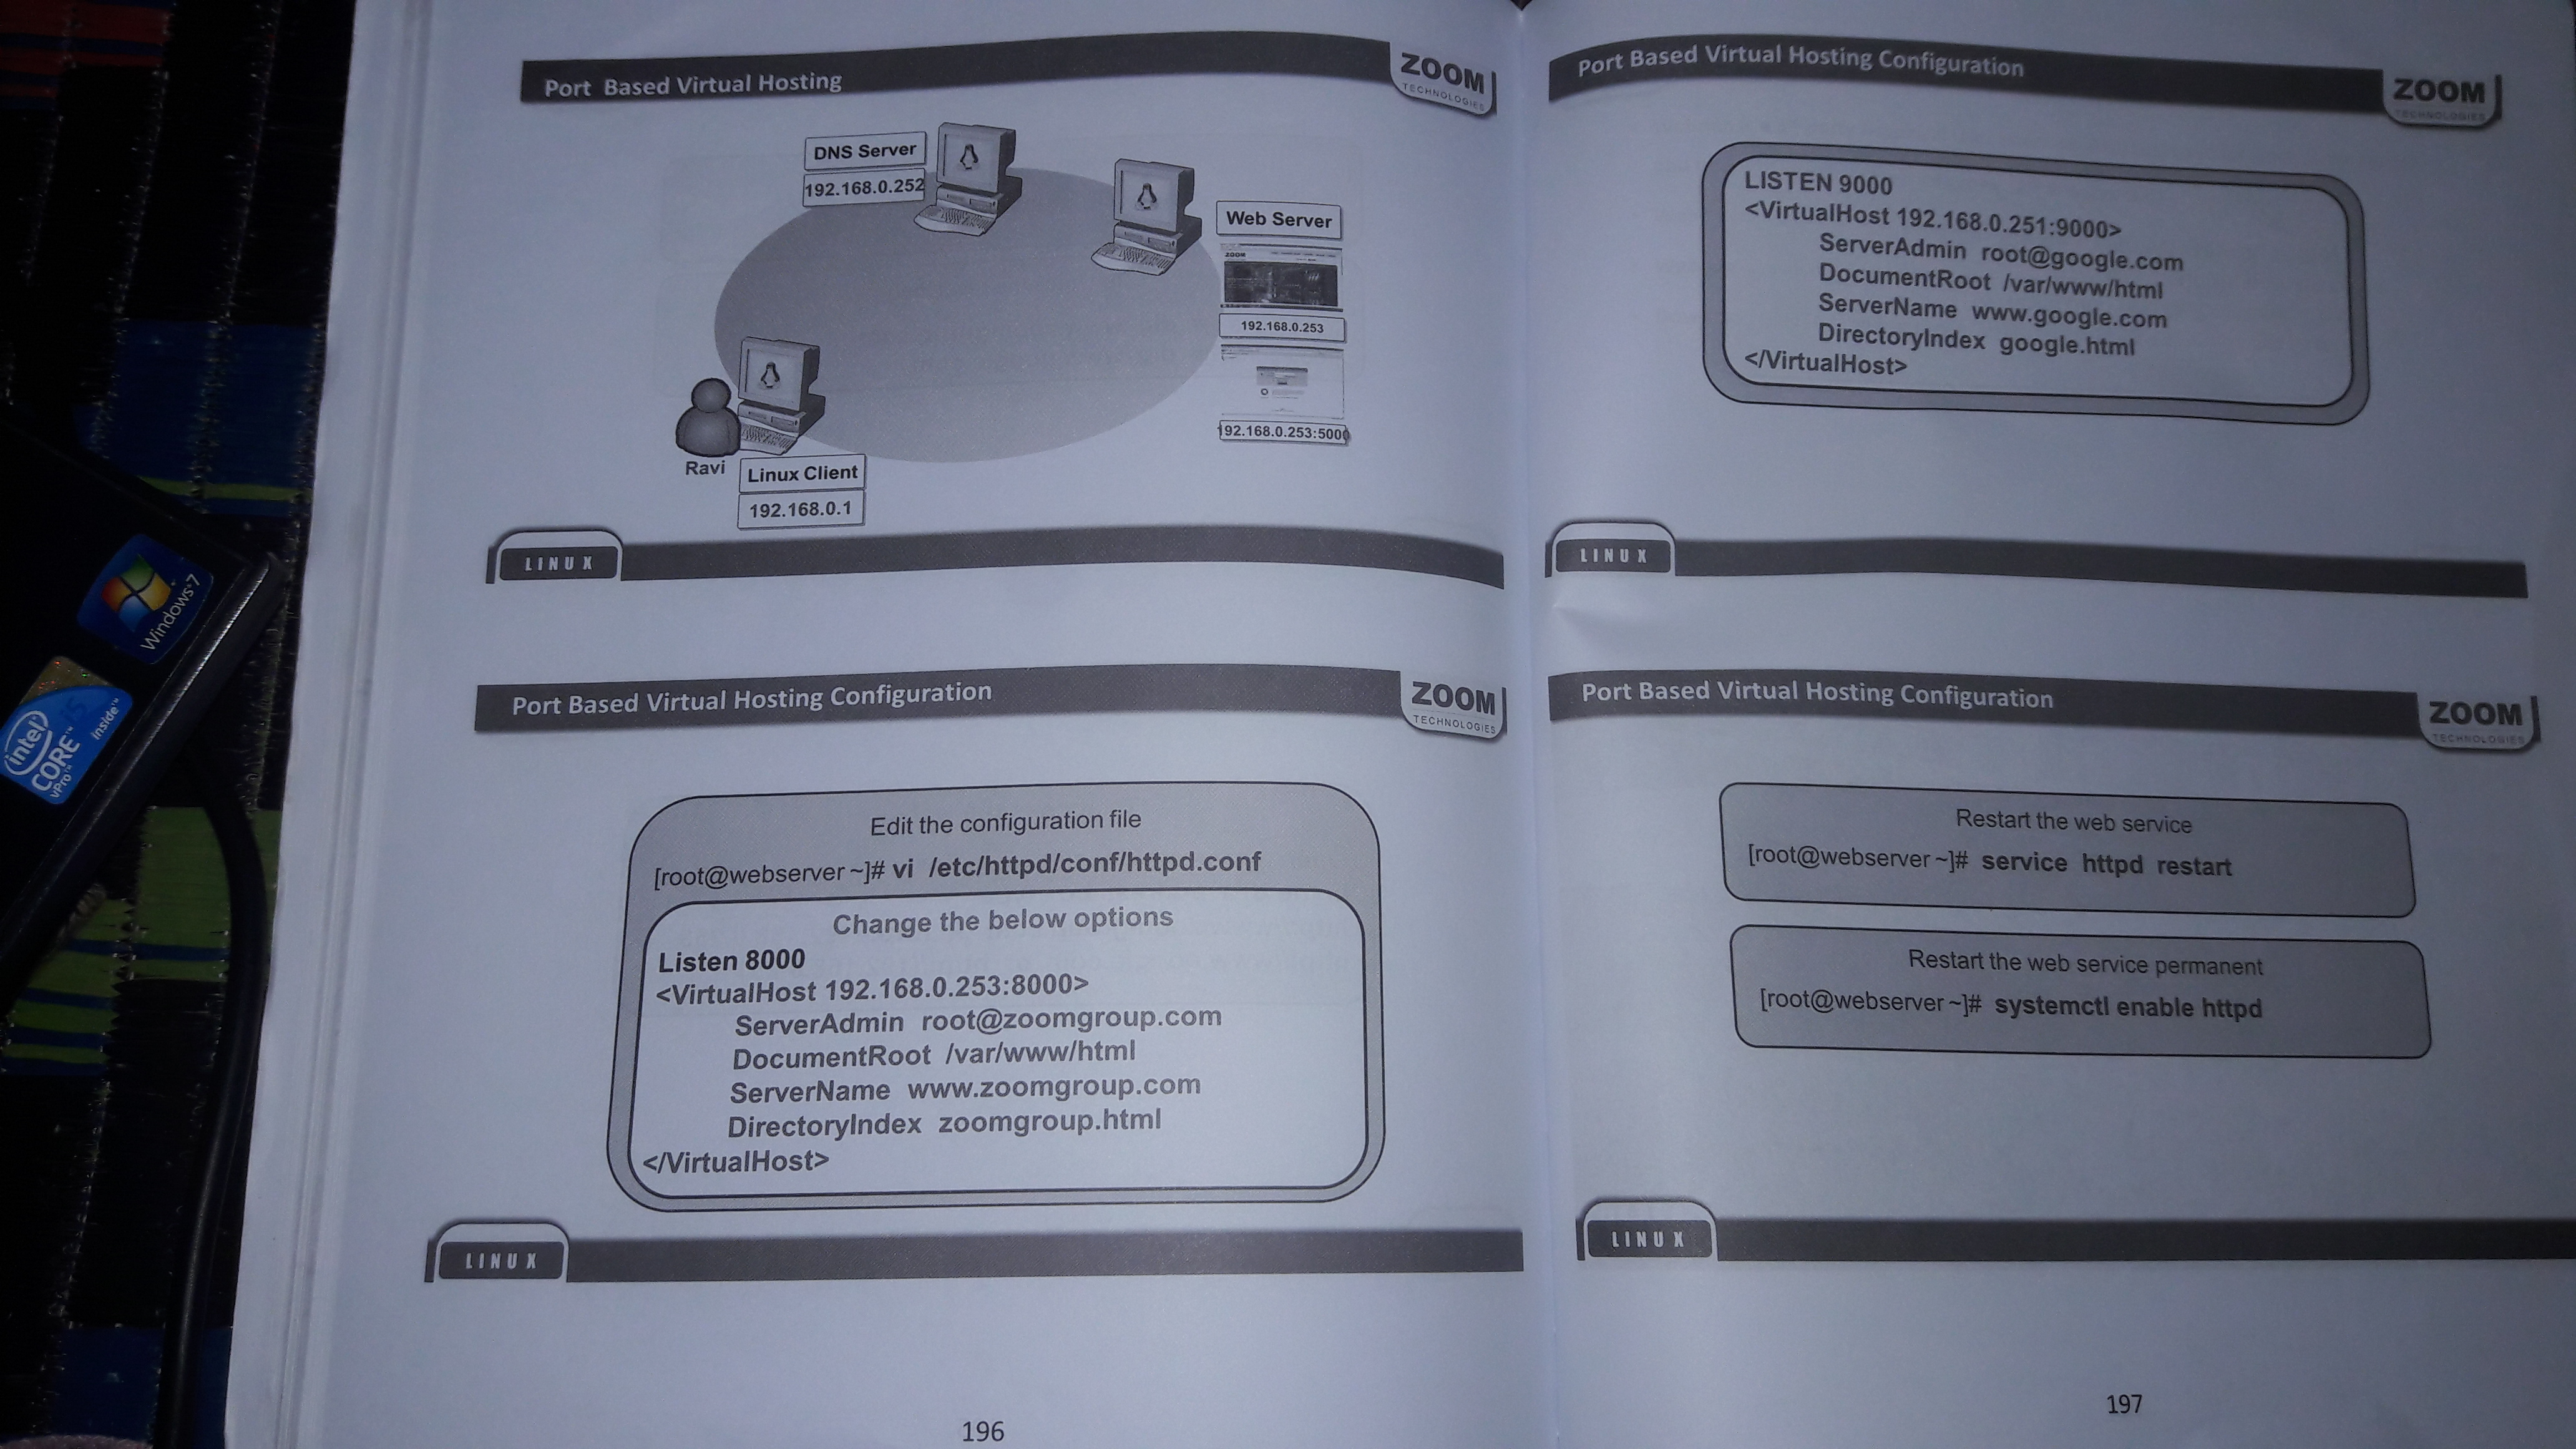 Port Based Virtual Hosting
ZOOM
TECHNOLOGIES
DNS Server
192.168.0.252
Web Server
ZOOM
192.168.0.253
192.168.0.253:5000
Ravi
Linux Client
192.168.0.1
LINUX
Port Based Virtual Hosting Configuration
ZOOM
TECHNOLOGIES
Edit the configuration file
[root@webserver ~]# vi /etc/httpd/conf/httpd.conf
Change the below options
Listen 8000
<VirtualHost 192.168.0.253:8000>
ServerAdmin root@zoomgroup.com
DocumentRoot /var/www/html
ServerName www.zoomgroup.com
DirectoryIndex zoomgroup.html
</VirtualHost>
LINUX
196
Port Based Virtual Hosting Configuration
ZOOM
TECHNOLOGIES
LISTEN 9000
<VirtualHost 192.168.0.251:9000>
ServerAdmin root@google.com
DocumentRoot /var/www/html
ServerName www.google.com
DirectoryIndex google.html
</VirtualHost>
LINUX
Port Based Virtual Hosting Configuration
ZOOM
TECHNOLOGIES
Restart the web service
[root@webserver ~]# service httpd restart
Restart the web service permanent
[root@webserver ~]# systemctl enable httpd
LINUX
197
Windows 7
intel
CORE i5
vPro
inside